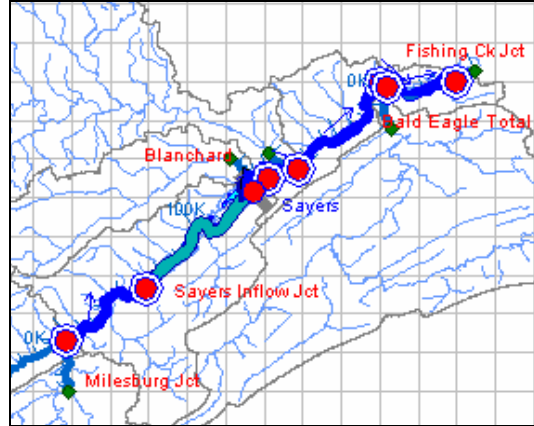 Fishing Ck Jct
0K
Bald Eagle Total
Blanchard
Sayers
100K
Sayers Inflow Jct
0K
Milesburg Jct